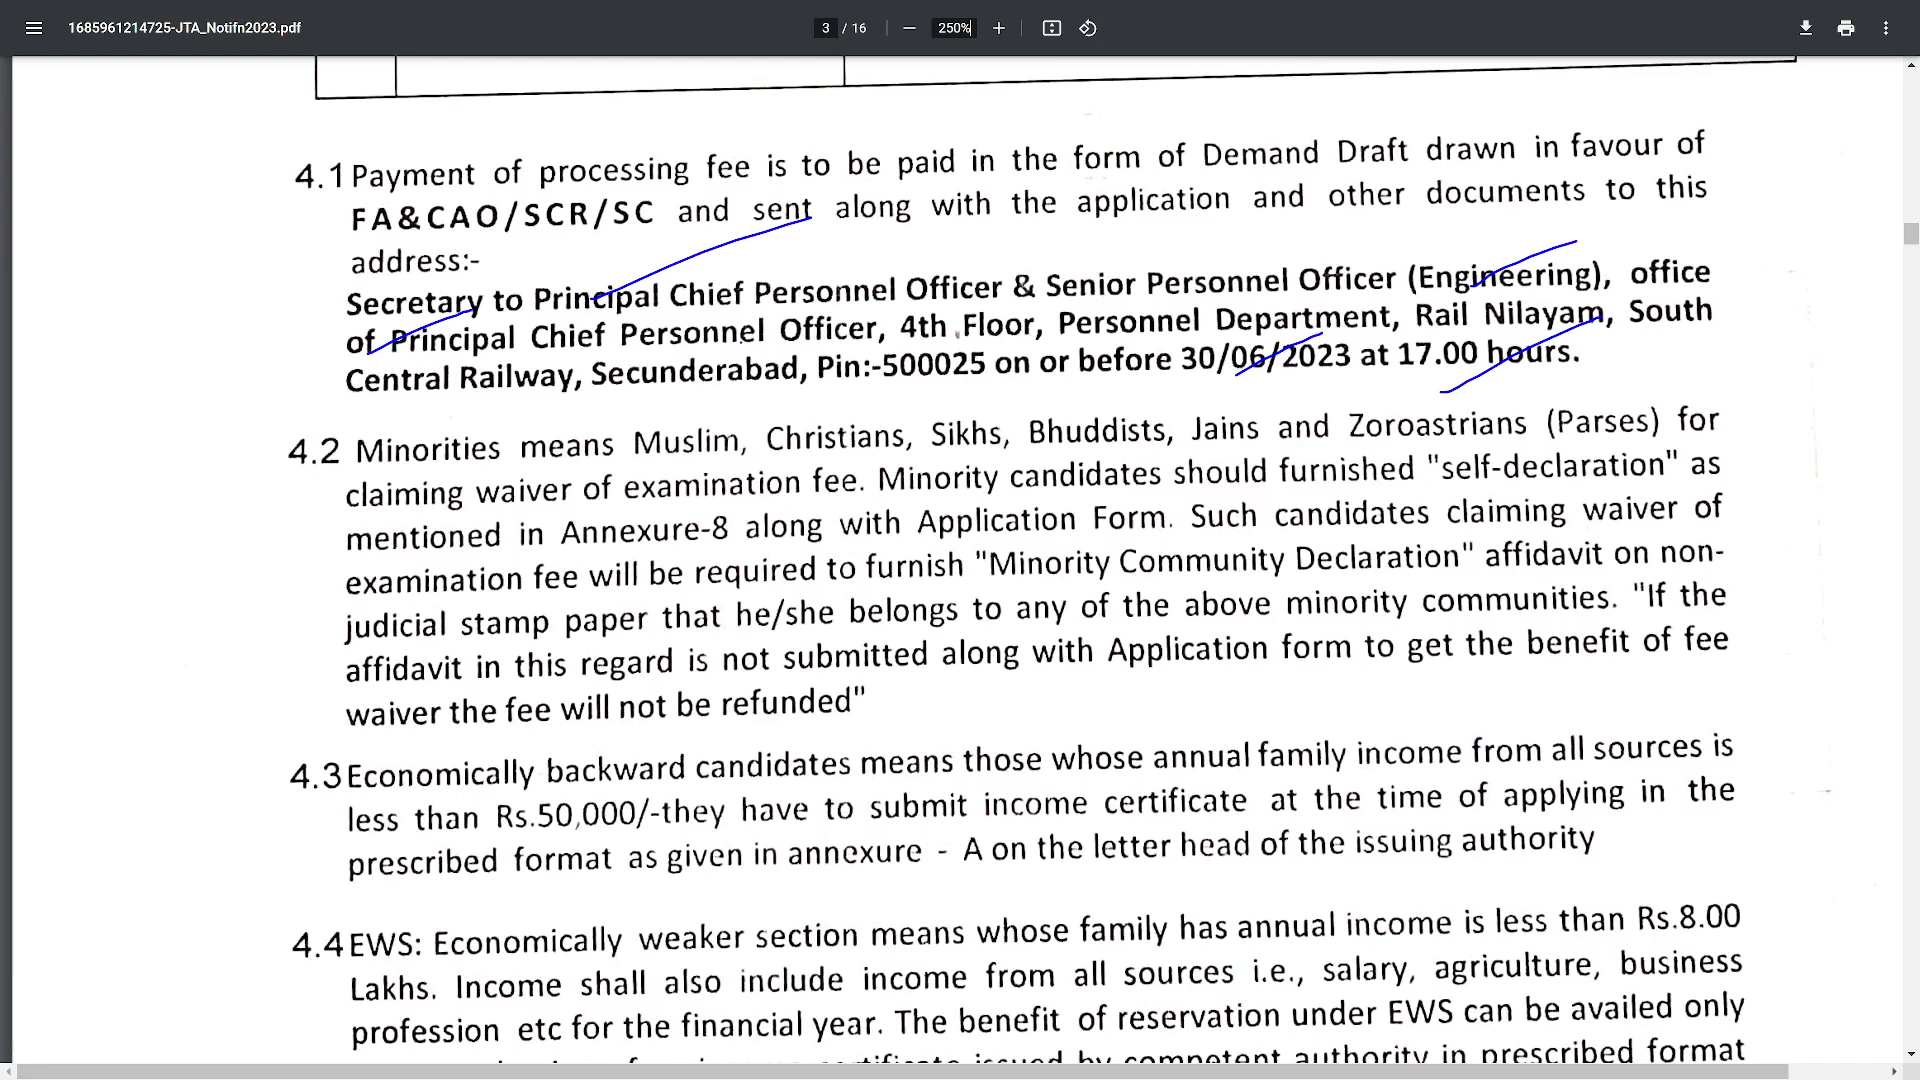 1685961214725-JTA_Notifn2023.pdf
3 / 16
250%
4.1 Payment of processing fee is to be paid in the form of Demand Draft drawn in favour of
FA&CAO/SCR/SC and sent along with the application and other documents to this
address:-
Secretary to Principal Chief Personnel Officer & Senior Personnel Officer (Engineering), office
of Principal Chief Personnel Officer, 4th Floor, Personnel Department, Rail Nilayam, South
Central Railway, Secunderabad, Pin:-500025 on or before 30/06/2023 at 17.00 hours.
4.2 Minorities means Muslim, Christians, Sikhs, Bhuddists, Jains and Zoroastrians (Parses) for
claiming waiver of examination fee. Minority candidates should furnished "self-declaration" as
mentioned in Annexure-8 along with Application Form. Such candidates claiming waiver of
examination fee will be required to furnish "Minority Community Declaration" affidavit on non-
judicial stamp paper that he/she belongs to any of the above minority communities. "If the
affidavit in this regard is not submitted along with Application form to get the benefit of fee
waiver the fee will not be refunded"
4.3 Economically backward candidates means those whose annual family income from all sources is
less than Rs.50,000/-they have to submit income certificate at the time of applying in the
prescribed format as given in annexure - A on the letter head of the issuing authority
4.4 EWS: Economically weaker section means whose family has annual income is less than Rs.8.00
Lakhs. Income shall also include income from all sources i.e., salary, agriculture, business
profession etc for the financial year. The benefit of reservation under EWS can be availed only
certificate issued by competent authority in prescribed format